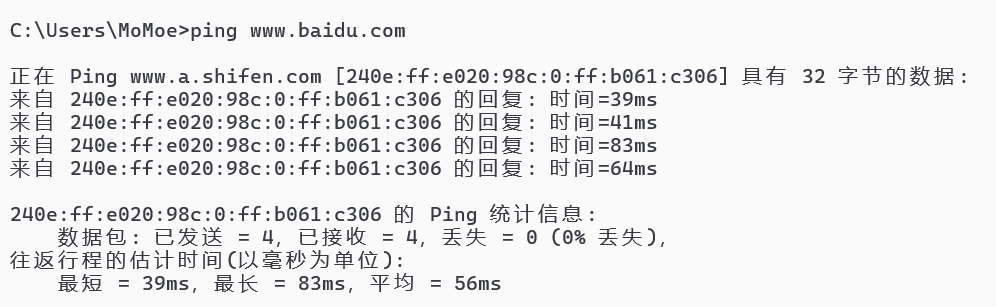 C:\Users\MoMoe>ping www.baidu.com
正在 Ping www.a.shifen.com [240e:ff:e020:98c:0:ff:b061:c306] 具有 32 字节的数据:
来自 240e:ff:e020:98c:0:ff:b061:c306 的回复: 时间=39ms
来自 240e:ff:e020:98c:0:ff:b061:c306 的回复: 时间=41ms
来自 240e:ff:e020:98c:0:ff:b061:c306 的回复: 时间=83ms
来自 240e:ff:e020:98c:0:ff:b061:c306 的回复: 时间=64ms
240e:ff:e020:98c:0:ff:b061:c306 的 Ping 统计信息:
数据包: 已发送 = 4, 已接收 = 4, 丢失 = 0 (0% 丢失),
往返行程的估计时间(以毫秒为单位):
最短 = 39ms, 最长 = 83ms, 平均 = 56ms